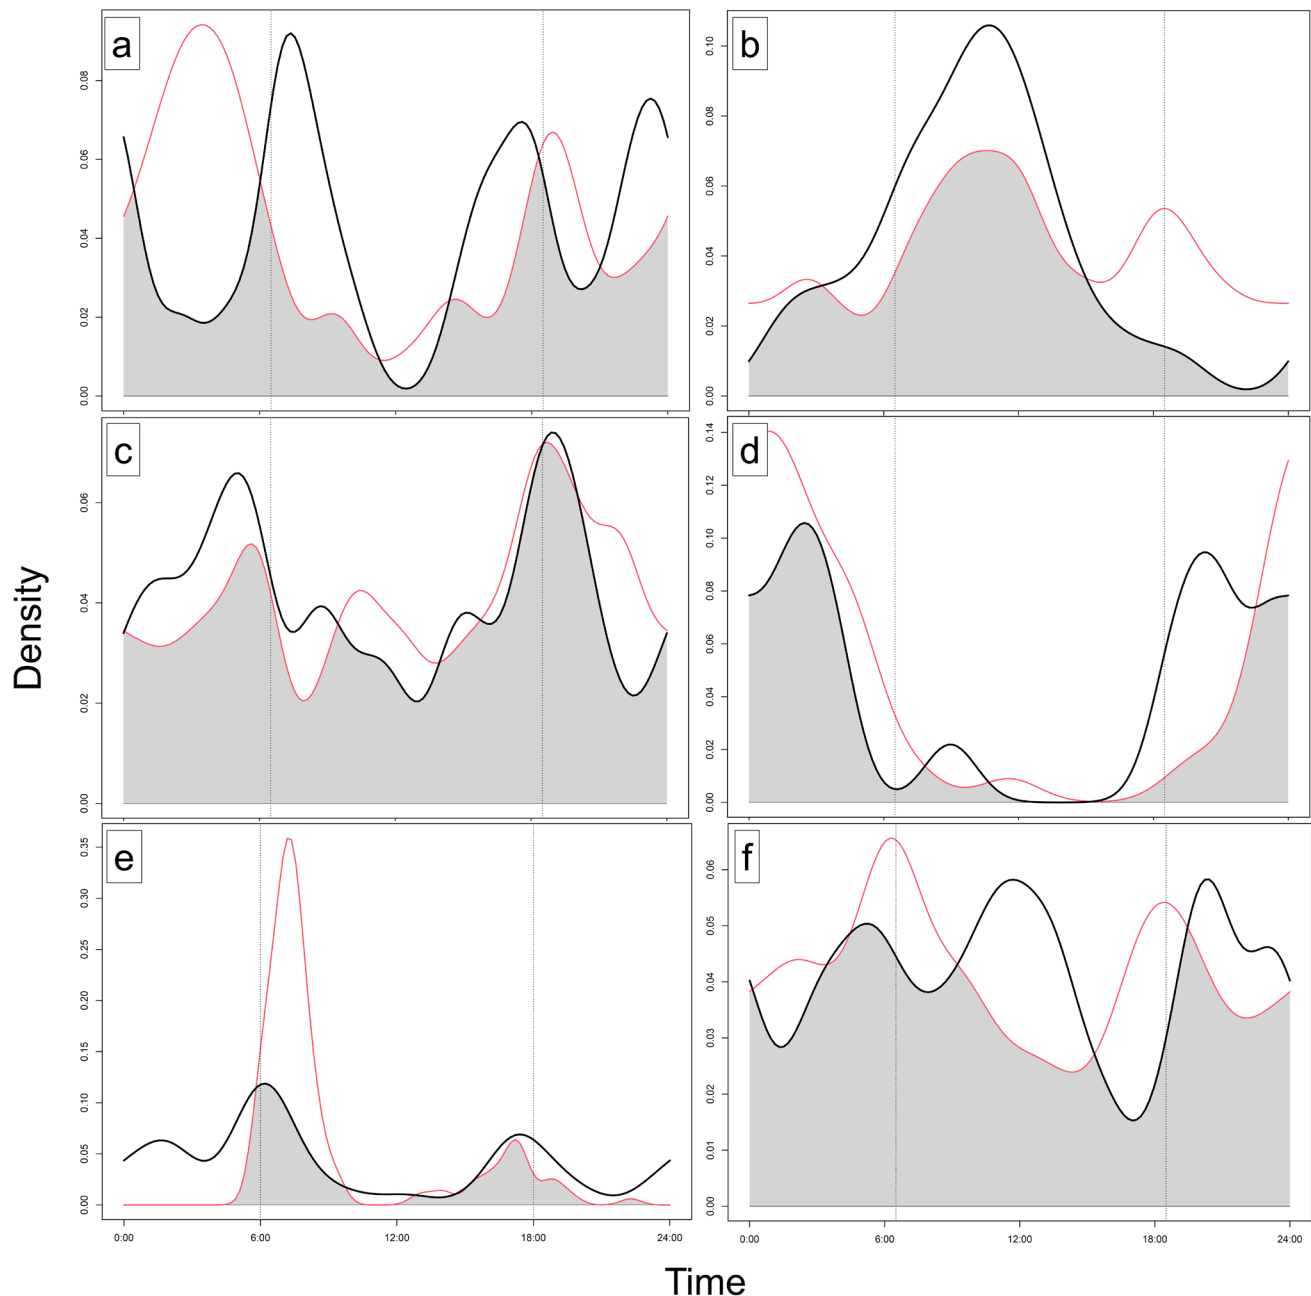 a
0.00 0.02 0.04 0.06 0.08
b
0.00 0.02 0.04 0.06 0.08 0.10
c
0.00 0.02 0.04 0.06
d
0.00 0.02 0.04 0.06 0.08 0.10 0.12 0.14
e
0.00 0.05 0.10 0.15 0.20 0.25 0.30 0.35
f
0.00 0.01 0.02 0.03 0.04 0.05 0.06
Density
0:00 6:00 12:00 18:00 24:00
0:00 6:00 12:00 18:00 24:00
Time